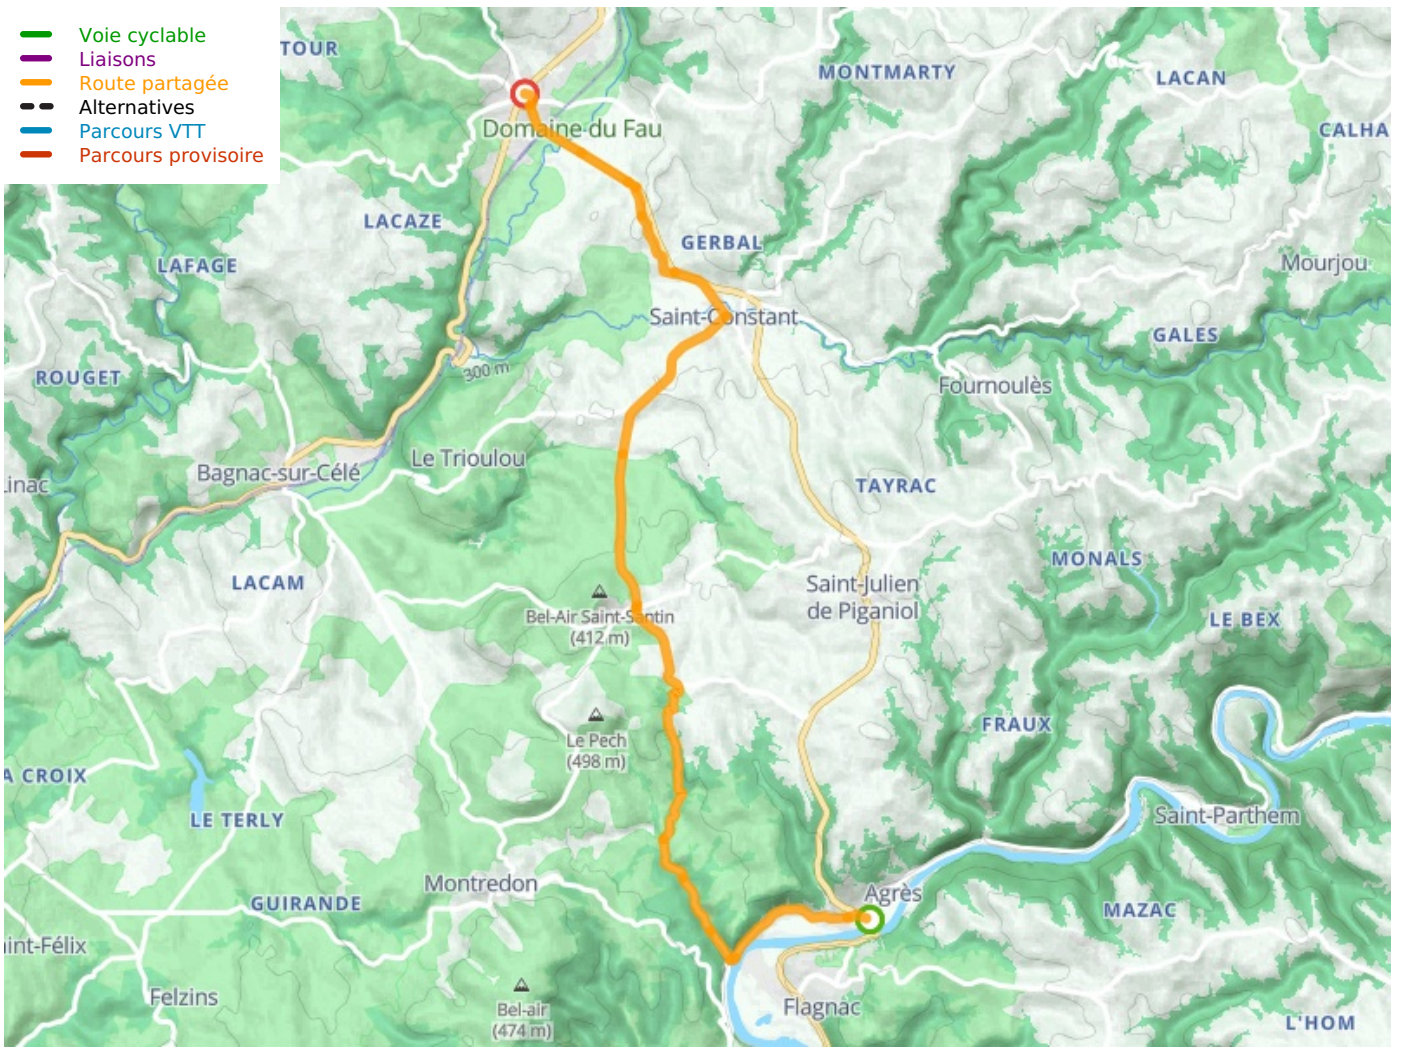 Voie cyclable
Liaisons
Route partagée
Alternatives
Parcours VTT
Parcours provisoire
TOUR
MONTMARTY
LACAN
CALHA
Domaine du Fau
LACAZE
GERBAL
LAFAGE
Mourjou
Saint-Constant
GALES
300 m
ROUGET
Fournoulès
Le Trioulou
Bagnac-sur-Célé
Linac
TAYRAC
MONALS
LACAM
Saint-Julien
de Piganiol
Bel-Air Saint-Santin
(412 m)
LE BEX
FRAUX
Le Pech
(498 m)
A CROIX
LE TERLY
Saint-Parthem
Montredon
Agrès
GUIRANDE
MAZAC
aint-Félix
Felzins
Bel-air
(474 m)
Flagnac
L'HOM